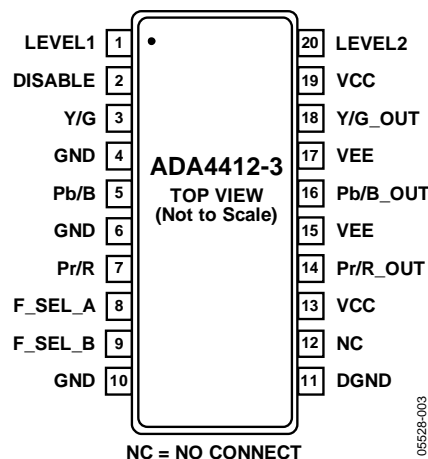 LEVEL1 1 20 LEVEL2
DISABLE 2 19 VCC
Y/G 3 18 Y/G_OUT
GND 4 17 VEE
Pb/B 5 16 Pb/B_OUT
GND 6 15 VEE
Pr/R 7 14 Pr/R_OUT
F_SEL_A 8 13 VCC
F_SEL_B 9 12 NC
GND 10 11 DGND
ADA4412-3
TOP VIEW
(Not to Scale)
NC = NO CONNECT
05528-003